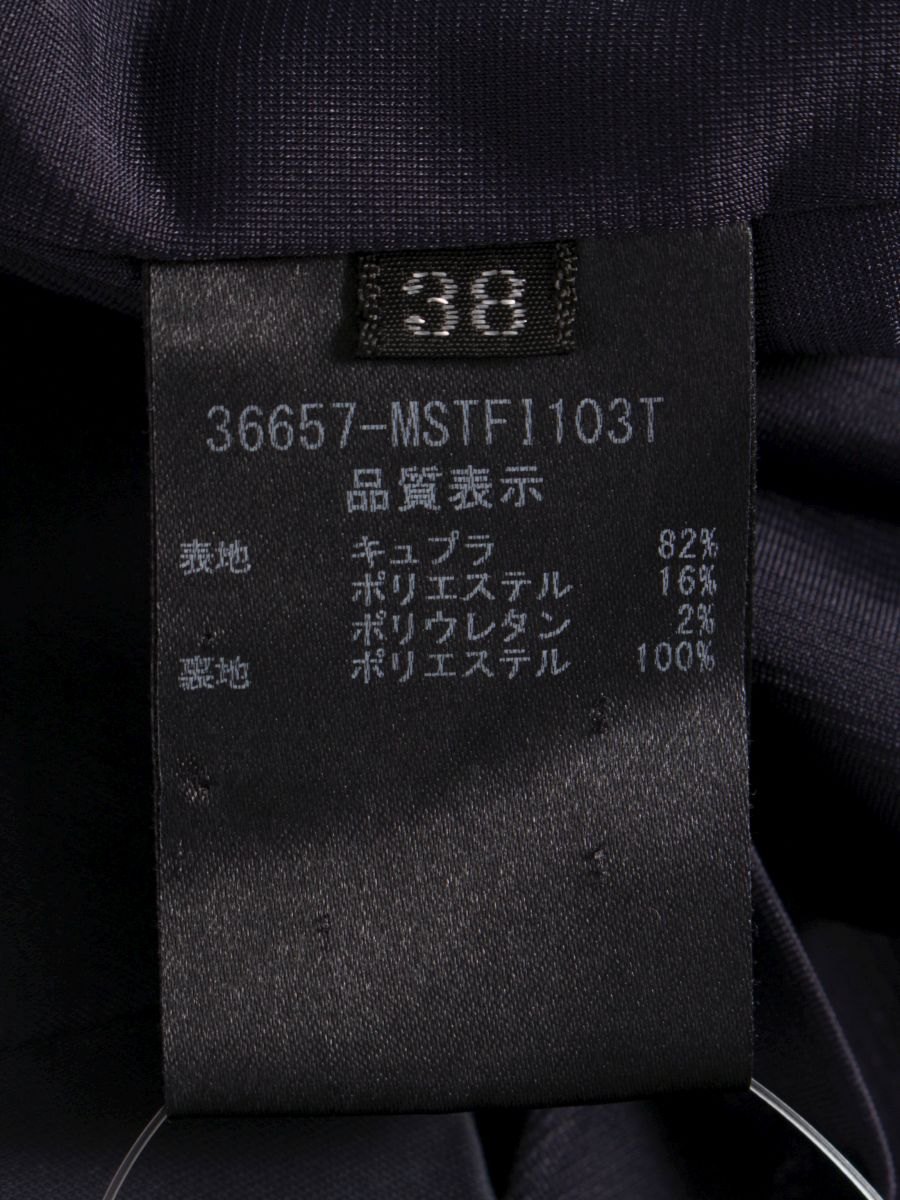 38
36657-MSTFI103T
品質表示
表地 キュプラ 82%
ポリエステル 16%
ポリウレタン 2%
裏地 ポリエステル 100%